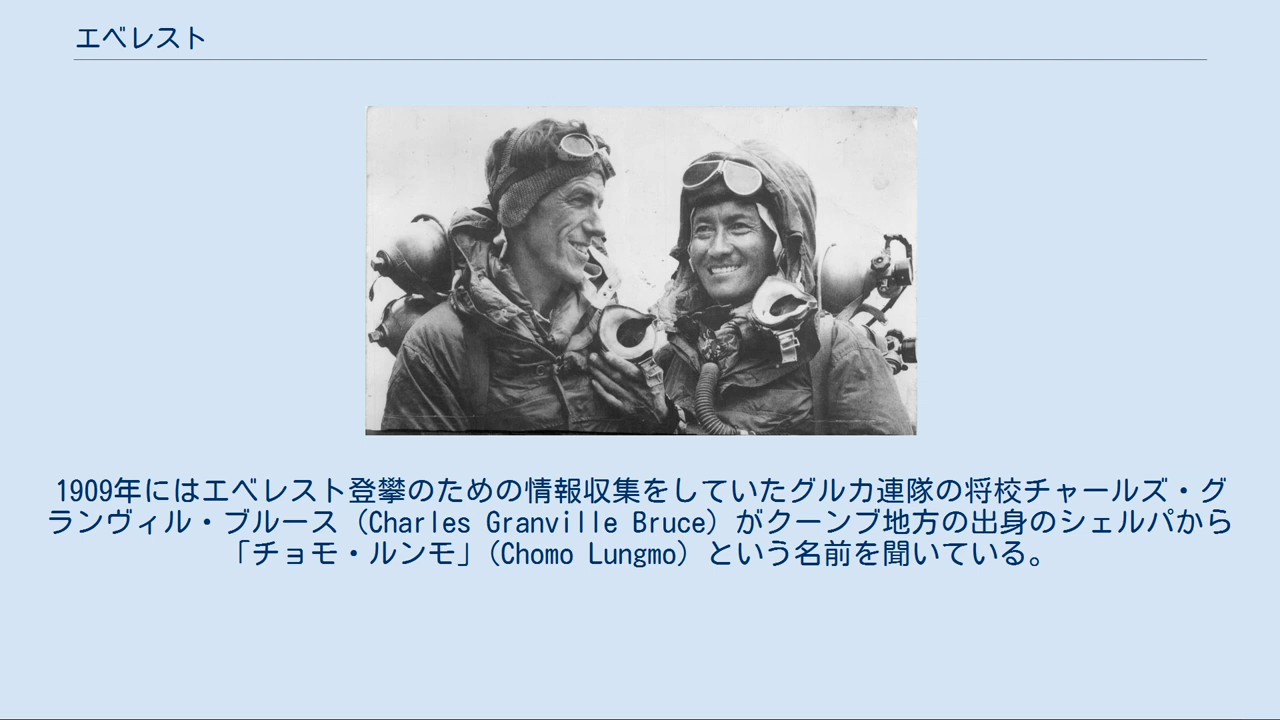 エベレスト
1909年にはエベレスト登攀のための情報収集をしていたグルカ連隊の将校チャールズ・グ
ランヴィル・ブルース（Charles Granville Bruce）がクーンブ地方の出身のシェルパから
「チョモ・ルンモ」（Chomo Lungmo）という名前を聞いている。